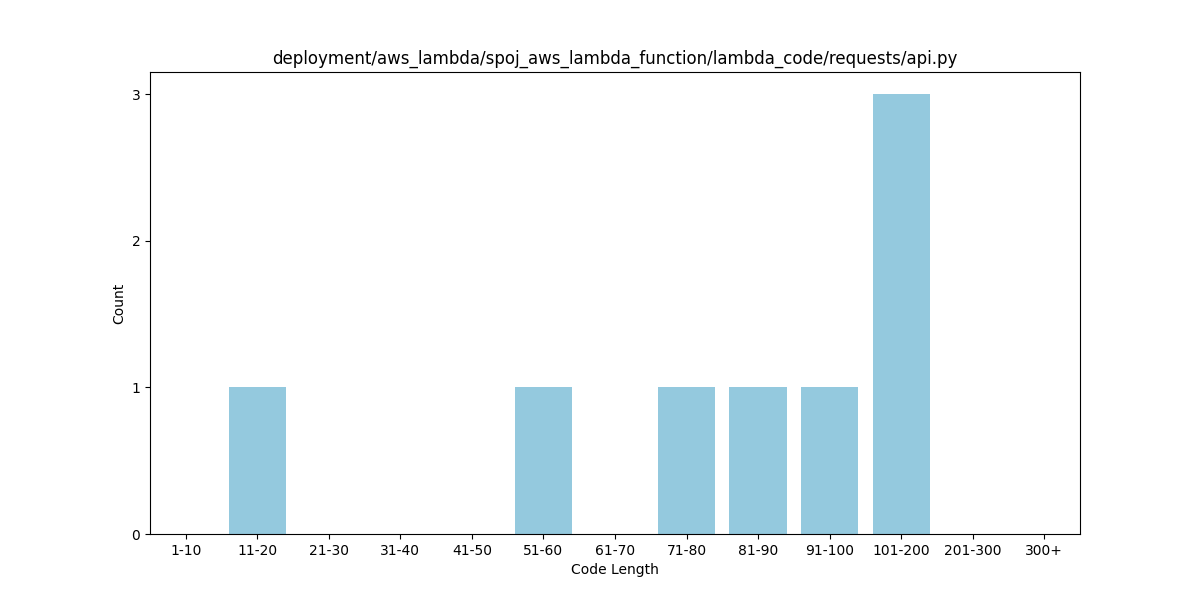 deployment/aws_lambda/spoj_aws_lambda_function/lambda_code/requests/api.py
3
2
1
0
Count
1-10 11-20 21-30 31-40 41-50 51-60 61-70 71-80 81-90 91-100 101-200 201-300 300+
Code Length